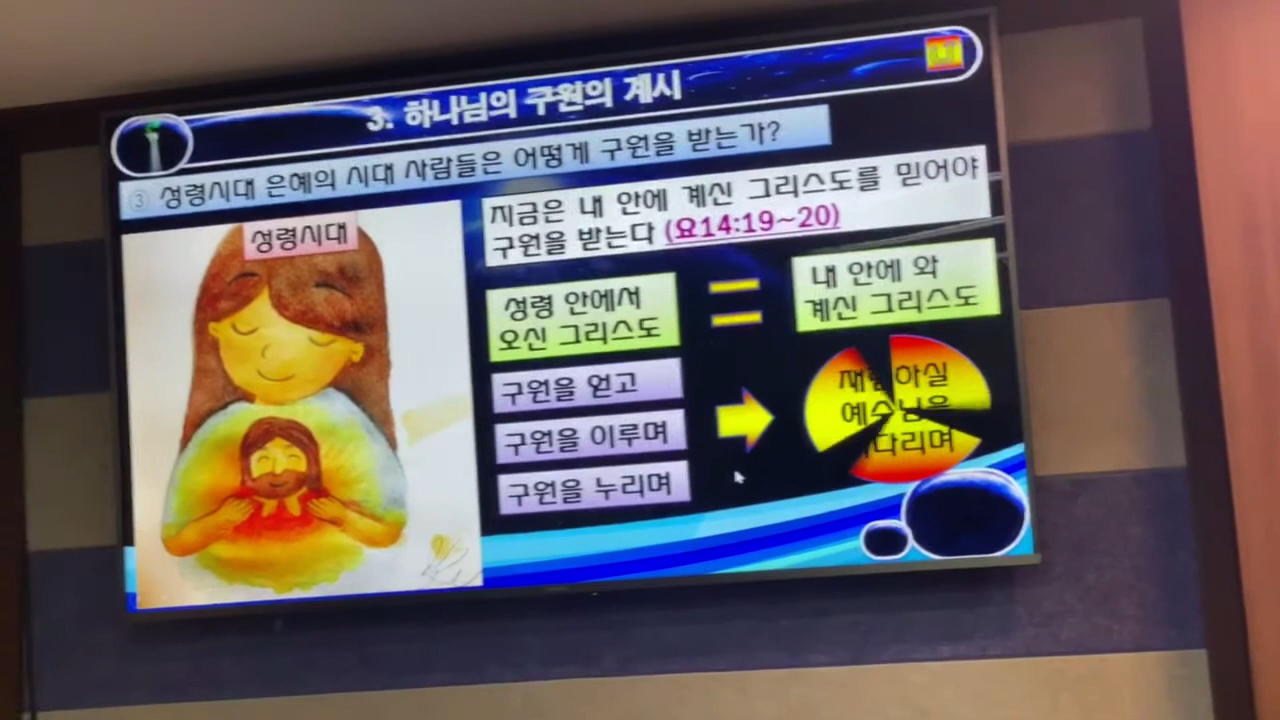 3. 하나님의 구원의 계시
③ 성령시대 은혜의 시대 사람들은 어떻게 구원을 받는가?
성령시대
지금은 내 안에 계신 그리스도를 믿어야
구원을 받는다 (요14:19~20)
성령 안에서
오신 그리스도
=
내 안에 와
계신 그리스도
구원을 얻고
구원을 이루며
구원을 누리며
하실
예수님을